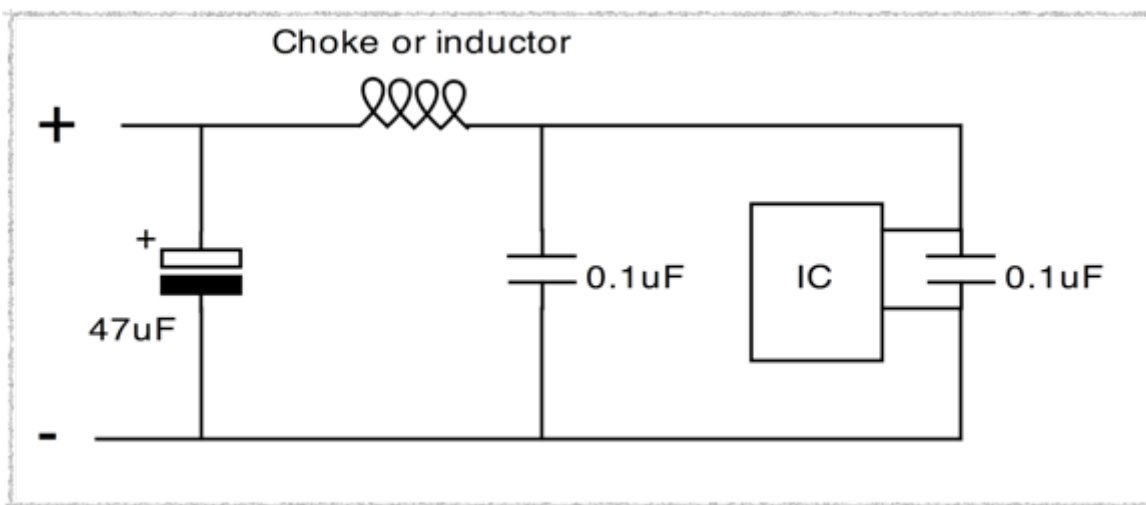 Choke or inductor
+
+
47uF
0.1uF
IC
0.1uF
-